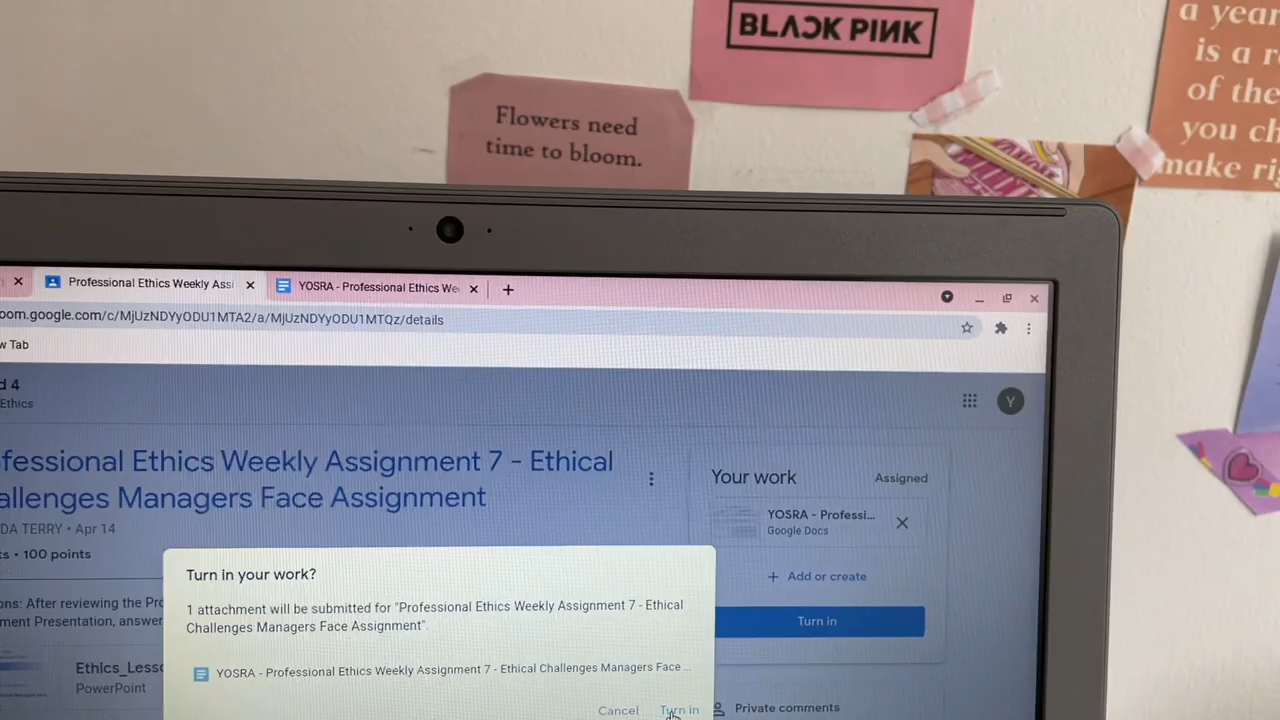 BLACKPINK
Flowers need
time to bloom.
a year
is a r
of the
you ch
make ri
Professional Ethics Weekly Assi
YOSRA - Professional Ethics We
oom.google.com/c/MjUzNDYyODU1MTA2/a/MjUzNDYyODU1MTQz/details
w Tab
d 4
Ethics
Y
fessional Ethics Weekly Assignment 7 - Ethical
allenges Managers Face Assignment
DA TERRY • Apr 14
ts • 100 points
ons: After reviewing the Pro
ment Presentation, answer
Ethics_Lesso
PowerPoint
Turn in your work?
1 attachment will be submitted for "Professional Ethics Weekly Assignment 7 - Ethical
Challenges Managers Face Assignment".
YOSRA - Professional Ethics Weekly Assignment 7 - Ethical Challenges Managers Face ...
Cancel
Turn in
Your work
Assigned
YOSRA - Professi...
Google Docs
+ Add or create
Turn in
Private comments